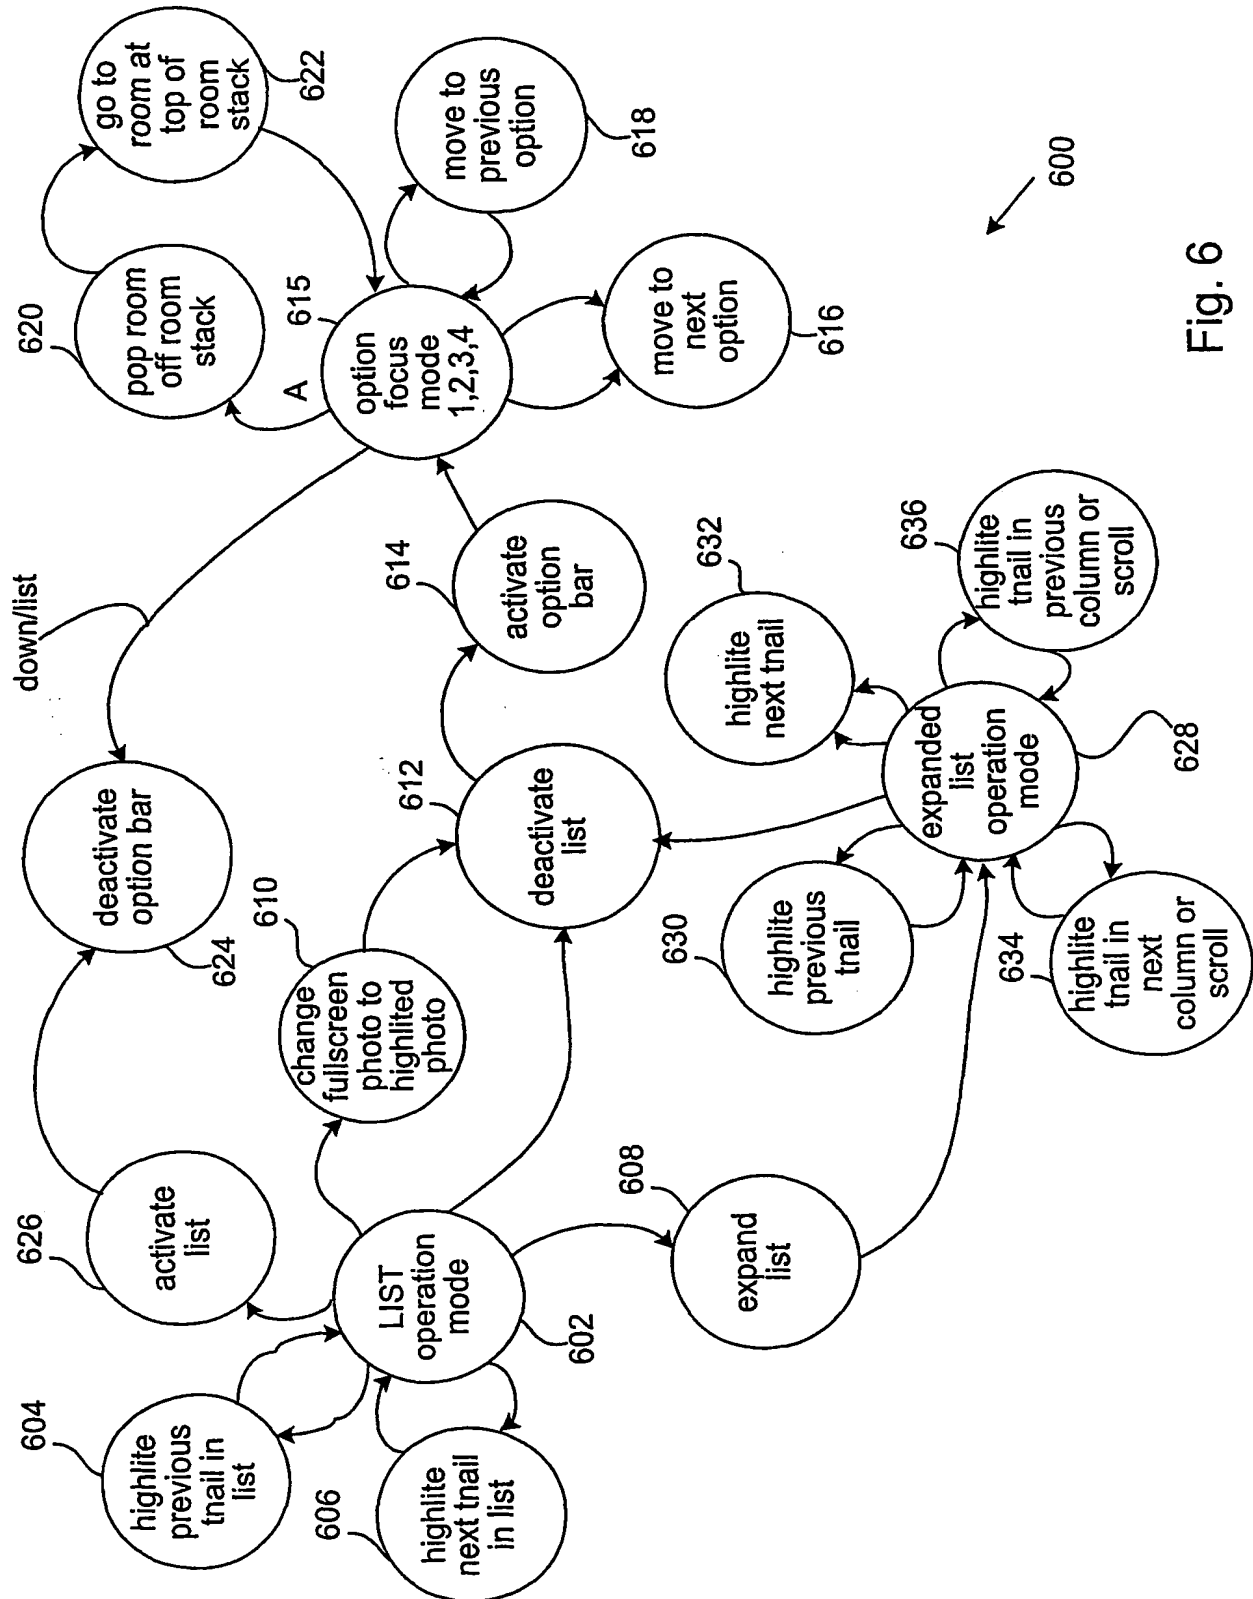 604
highlite
previous
tnail in
list
606
highlite
next tnail
in list
626
activate
list
LIST
operation
mode
602
608
expand
list
624
deactivate
option bar
610
change
fullscreen
photo to
highlited
photo
612
deactivate
list
down/list
614
activate
option
bar
620
pop room
off room
stack
go to
room at
top of
room
stack
622
615
A
option
focus
mode
1,2,3,4
move to
previous
option
618
move to
next
option
616
630
highlite
previous
tnail
632
highlite
next tnail
expanded
list
operation
mode
628
634
highlite
tnail in
next
column or
scroll
636
highlite
tnail in
previous
column or
scroll
600
Fig. 6